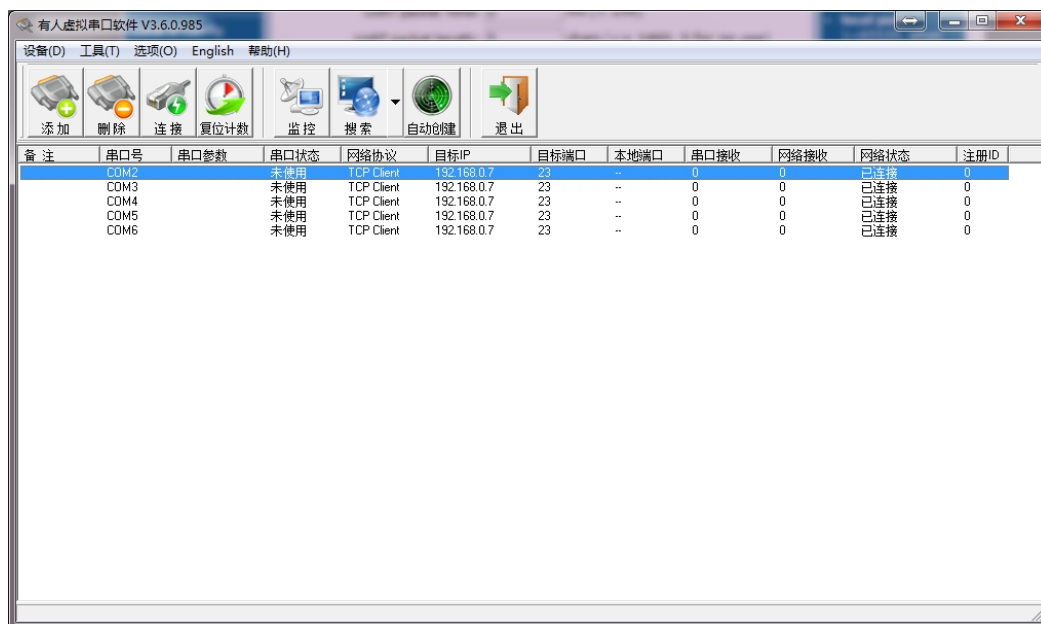 有人虚拟串口软件 V3.6.0.985
设备(D) 工具(T) 选项(O) English 帮助(H)
添加 删除 连接 复位计数 监控 搜索 自动创建 退出
备注 串口号 串口参数 串口状态 网络协议 目标IP 目标端口 本地端口 串口接收 网络接收 网络状态 注册ID
COM2 未使用 TCP Client 192.168.0.7 23 -- 0 0 已连接 0
COM3 未使用 TCP Client 192.168.0.7 23 -- 0 0 已连接 0
COM4 未使用 TCP Client 192.168.0.7 23 -- 0 0 已连接 0
COM5 未使用 TCP Client 192.168.0.7 23 -- 0 0 已连接 0
COM6 未使用 TCP Client 192.168.0.7 23 -- 0 0 已连接 0